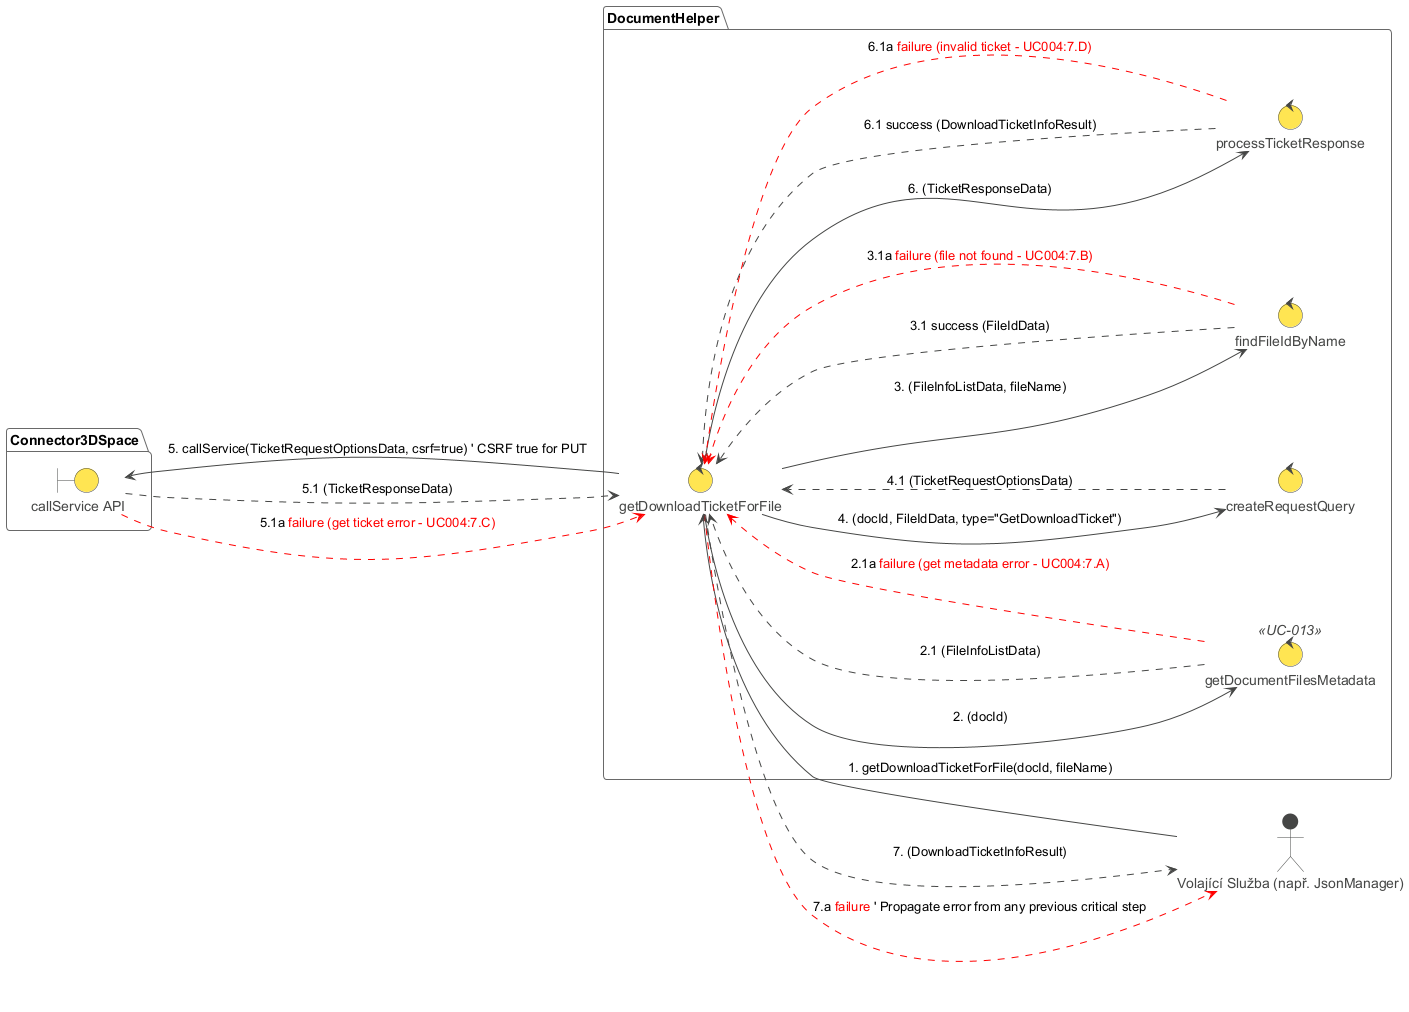 DocumentHelper
6.1a failure (invalid ticket - UC004:7.D)
6.1 success (DownloadTicketInfoResult)
processTicketResponse
6. (TicketResponseData)
3.1a failure (file not found - UC004:7.B)
3.1 success (FileIdData)
findFileIdByName
3. (FileInfoListData, fileName)
Connector3DSpace
5. callService(TicketRequestOptionsData, csrf=true) ' CSRF true for PUT
4.1 (TicketRequestOptionsData)
5.1 (TicketResponseData)
callService API
getDownloadTicketForFile
createRequestQuery
4. (docId, FileIdData, type="GetDownloadTicket")
5.1a failure (get ticket error - UC004:7.C)
2.1a failure (get metadata error - UC004:7.A)
«UC-013»
2.1 (FileInfoListData)
getDocumentFilesMetadata
2. (docId)
1. getDownloadTicketForFile(docId, fileName)
7. (DownloadTicketInfoResult)
Volající Služba (např. JsonManager)
7.a failure ' Propagate error from any previous critical step